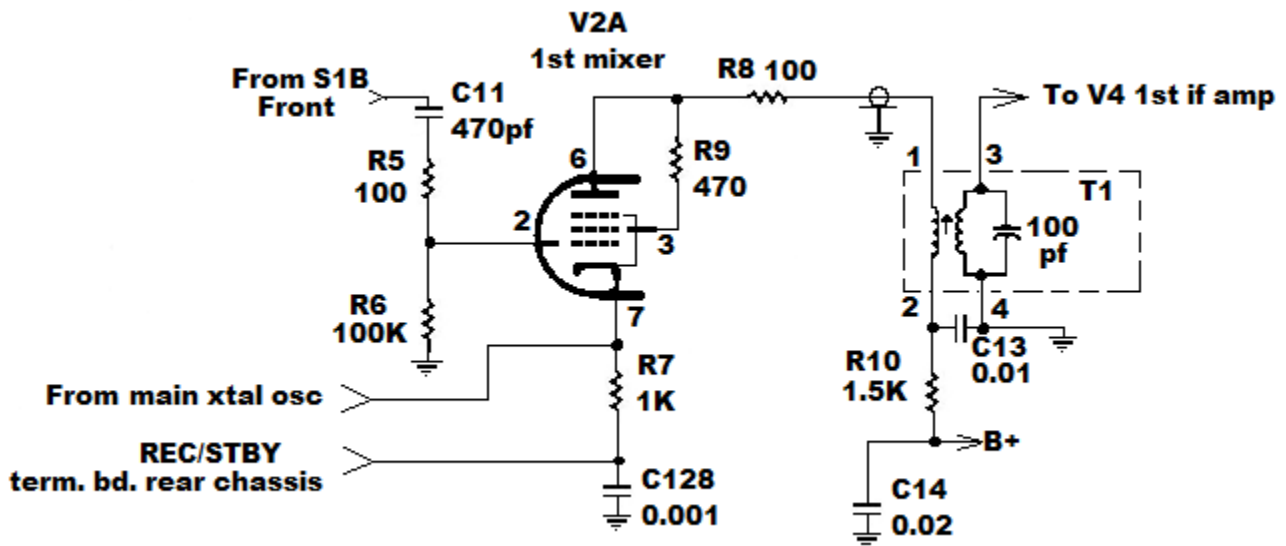 V2A
1st mixer
From S1B
Front
C11
470pf
R8 100
To V4 1st if amp
R5
100
6
R9
470
1
3
T1
2
3
100
pf
R6
100K
7
2
4
C13
0.01
R7
1K
R10
1.5K
From main xtal osc
REC/STBY
term. bd. rear chassis
B+
C128
0.001
C14
0.02